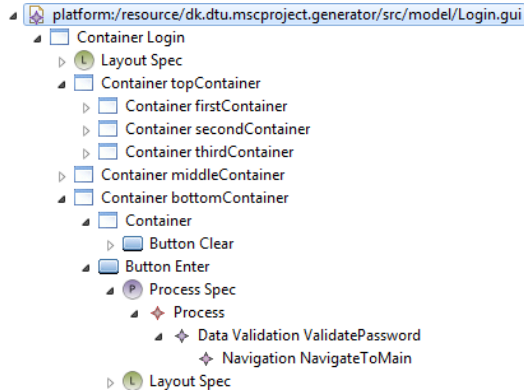 platform:/resource/dk.dtu.mscproject.generator/src/model/Login.gui
Container Login
L Layout Spec
Container topContainer
Container firstContainer
Container secondContainer
Container thirdContainer
Container middleContainer
Container bottomContainer
Container
Button Clear
Button Enter
P Process Spec
Process
Data Validation ValidatePassword
Navigation NavigateToMain
L Layout Spec